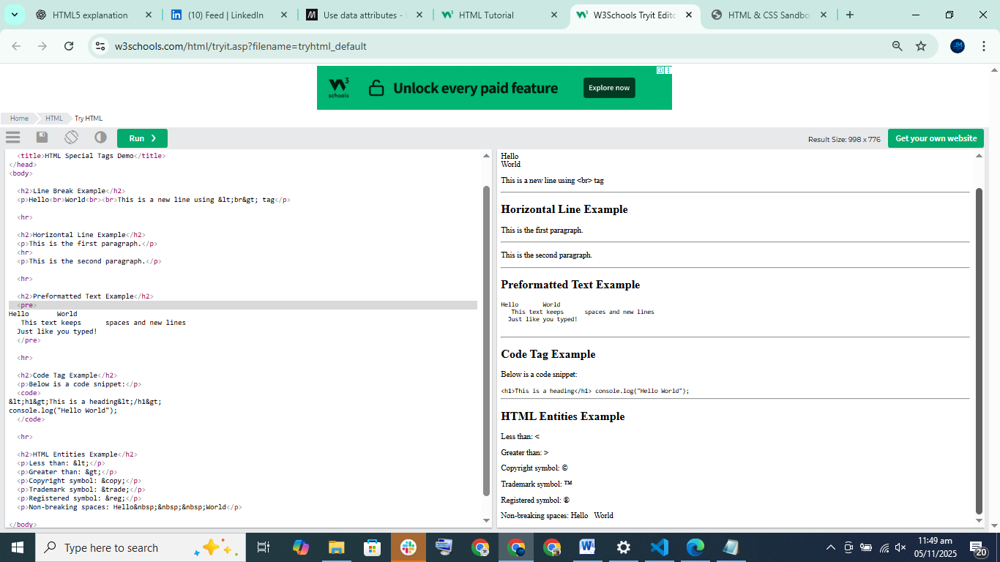 HTML5 explanation
(10) Feed | LinkedIn
Use data attributes -
HTML Tutorial
W3Schools Tryit Edito
HTML & CSS Sandbo
w3schools.com/html/tryit.asp?filename=tryhtml_default
JM
W3 schools
Unlock every paid feature
Explore now
Home
HTML
Try HTML
Run ❯
Result Size: 998 x 776
Get your own website
<title>HTML Special Tags Demo</title>
</head>
<body>
<h2>Line Break Example</h2>
<p>Hello<br>World<br><br>This is a new line using &lt;br&gt; tag</p>
<hr>
<h2>Horizontal Line Example</h2>
<p>This is the first paragraph.</p>
<hr>
<p>This is the second paragraph.</p>
<hr>
<h2>Preformatted Text Example</h2>
<pre>
Hello       World
   This text keeps      spaces and new lines
  Just like you typed!
</pre>
<hr>
<h2>Code Tag Example</h2>
<p>Below is a code snippet:</p>
<code>
&lt;h1&gt;This is a heading&lt;/h1&gt;
console.log("Hello World");
</code>
<hr>
<h2>HTML Entities Example</h2>
<p>Less than: &lt;</p>
<p>Greater than: &gt;</p>
<p>Copyright symbol: &copy;</p>
<p>Trademark symbol: &trade;</p>
<p>Registered symbol: &reg;</p>
<p>Non-breaking spaces: Hello&nbsp;&nbsp;&nbsp;World</p>
</body>
Hello
World
This is a new line using <br> tag
Horizontal Line Example
This is the first paragraph.
This is the second paragraph.
Preformatted Text Example
Hello       World
   This text keeps      spaces and new lines
  Just like you typed!
Code Tag Example
Below is a code snippet:
<h1>This is a heading</h1> console.log("Hello World");
HTML Entities Example
Less than: <
Greater than: >
Copyright symbol: ©
Trademark symbol: ™
Registered symbol: ®
Non-breaking spaces: Hello   World
Type here to search
11:49 am
05/11/2025
20